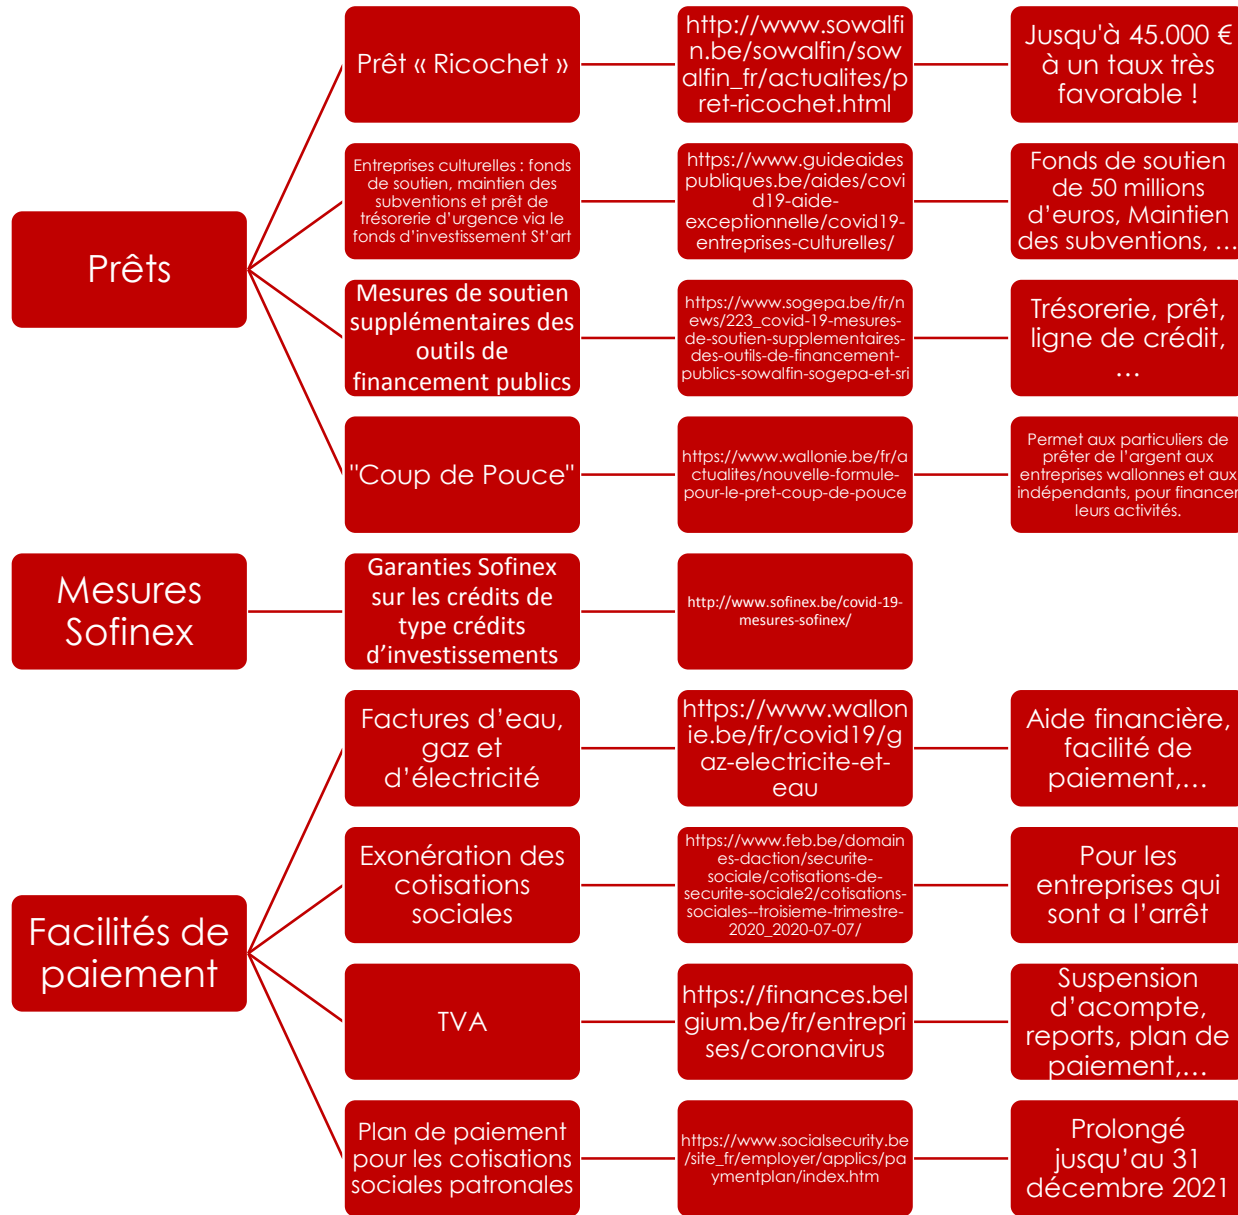 Prêts
Prêt « Ricochet »
http://www.sowalfi
n.be/sowalfin/sow
alfin_fr/actualites/p
ret-ricochet.html
Jusqu'à 45.000 €
à un taux très
favorable !
Entreprises culturelles : fonds
de soutien, maintien des
subventions et prêt de
trésorerie d’urgence via le
fonds d’investissement St’art
https://www.guideaides
publiques.be/aides/covi
d19-aide-
exceptionnelle/covid19-
entreprises-culturelles/
Fonds de soutien
de 50 millions
d’euros, Maintien
des subventions, …
Mesures de soutien
supplémentaires des
outils de
financement publics
https://www.sogepa.be/fr/n
ews/223_covid-19-mesures-
de-soutien-supplementaires-
des-outils-de-financement-
publics-sowalfin-sogepa-et-sri
Trésorerie, prêt,
ligne de crédit,
…
"Coup de Pouce"
https://www.wallonie.be/fr/a
ctualites/nouvelle-formule-
pour-le-pret-coup-de-pouce
Permet aux particuliers de
prêter de l’argent aux
entreprises wallonnes et aux
indépendants, pour financer
leurs activités.
Mesures
Sofinex
Garanties Sofinex
sur les crédits de
type crédits
d’investissements
http://www.sofinex.be/covid-19-
mesures-sofinex/
Facilités de
paiement
Factures d’eau,
gaz et
d’électricité
https://www.wallon
ie.be/fr/covid19/g
az-electricite-et-
eau
Aide financière,
facilité de
paiement,…
Exonération des
cotisations
sociales
https://www.feb.be/domain
es-daction/securite-
sociale/cotisations-de-
securite-sociale2/cotisations-
sociales--troisieme-trimestre-
2020_2020-07-07/
Pour les
entreprises qui
sont a l’arrêt
TVA
https://finances.bel
gium.be/fr/entrepri
ses/coronavirus
Suspension
d’acompte,
reports, plan de
paiement,…
Plan de paiement
pour les cotisations
sociales patronales
https://www.socialsecurity.be
/site_fr/employer/applics/pa
ymentplan/index.htm
Prolongé
jusqu’au 31
décembre 2021